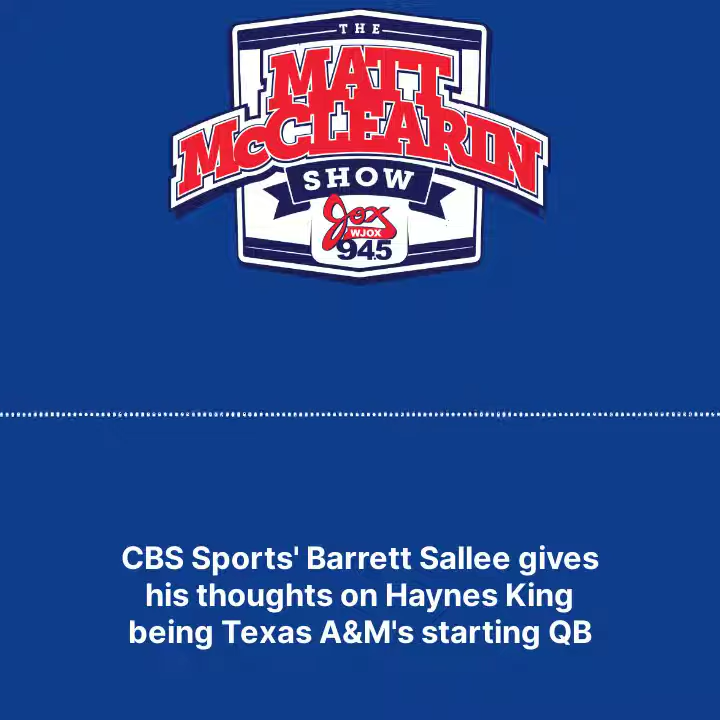 THE
MATT
McCLEARIN
SHOW
Jox
WJOX
94.5
CBS Sports' Barrett Sallee gives
his thoughts on Haynes King
being Texas A&M's starting QB